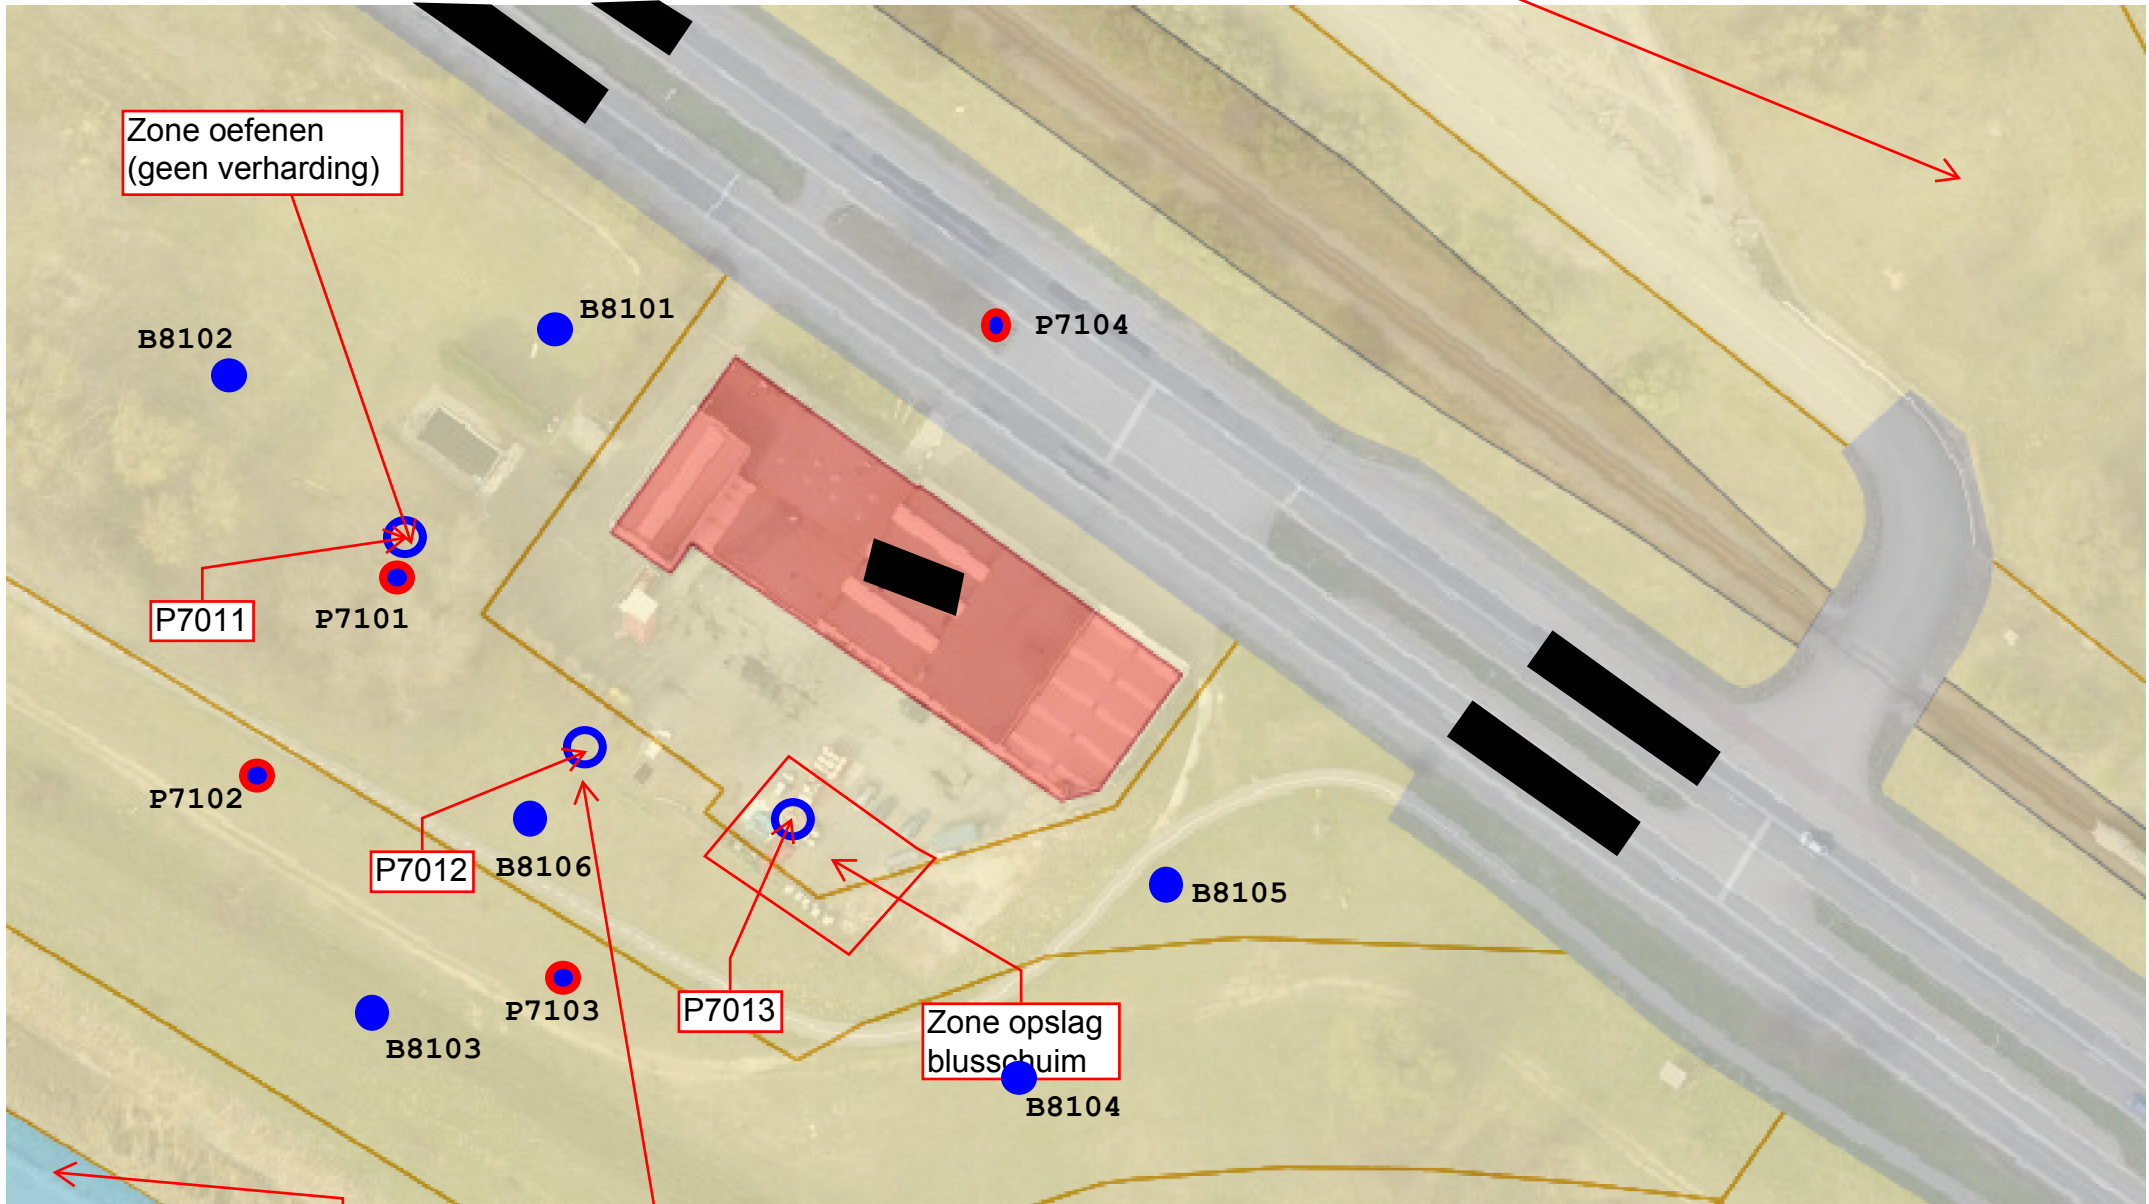 Zone oefenen
(geen verharding)
B8101
P7104
B8102
P7011
P7101
P7102
P7012
B8106
B8105
P7103
P7013
B8103
Zone opslag
blusschuim
B8104